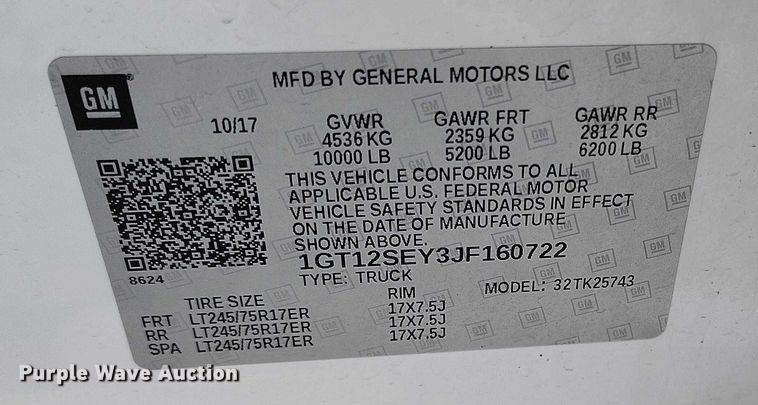 GM
MFD BY GENERAL MOTORS LLC
10/17
GVWR GAWR FRT GAWR RR
4536 KG 2359 KG 2812 KG
10000 LB 5200 LB 6200 LB
THIS VEHICLE CONFORMS TO ALL
APPLICABLE U.S. FEDERAL MOTOR
VEHICLE SAFETY STANDARDS IN EFFECT
ON THE DATE OF MANUFACTURE
SHOWN ABOVE.
1GT12SEY3JF160722
8624
TYPE: TRUCK MODEL: 32TK25743
TIRE SIZE RIM
FRT LT245/75R17ER 17X7.5J
RR LT245/75R17ER 17X7.5J
SPA LT245/75R17ER 17X7.5J
Purple Wave Auction